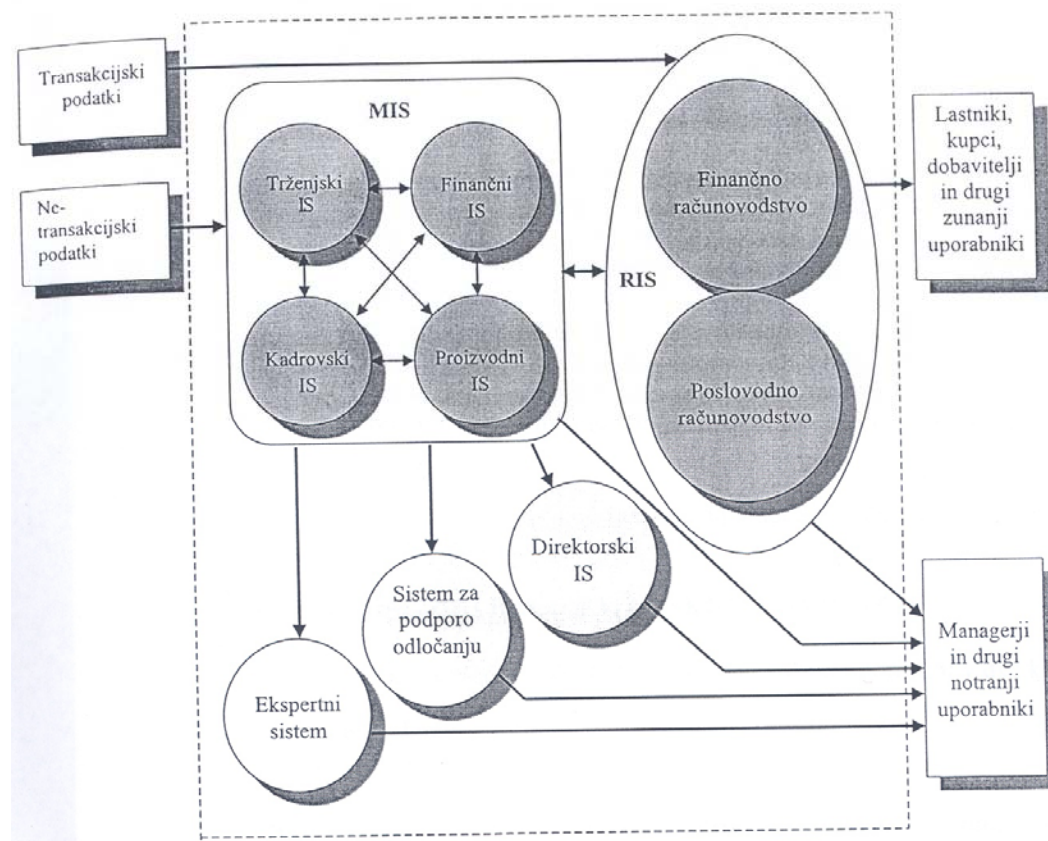 Transakcijski
podatki
Ne-
transakcijski
podatki
MIS
Trženjski
IS
Finančni
IS
Kadrovski
IS
Proizvodni
IS
RIS
Finančno
računovodstvo
Poslovodno
računovodstvo
Lastniki,
kupci,
dobavitelji
in drugi
zunanji
uporabniki
Direktorski
IS
Sistem za
podporo
odločanju
Ekspertni
sistem
Managerji
in drugi
notranji
uporabniki